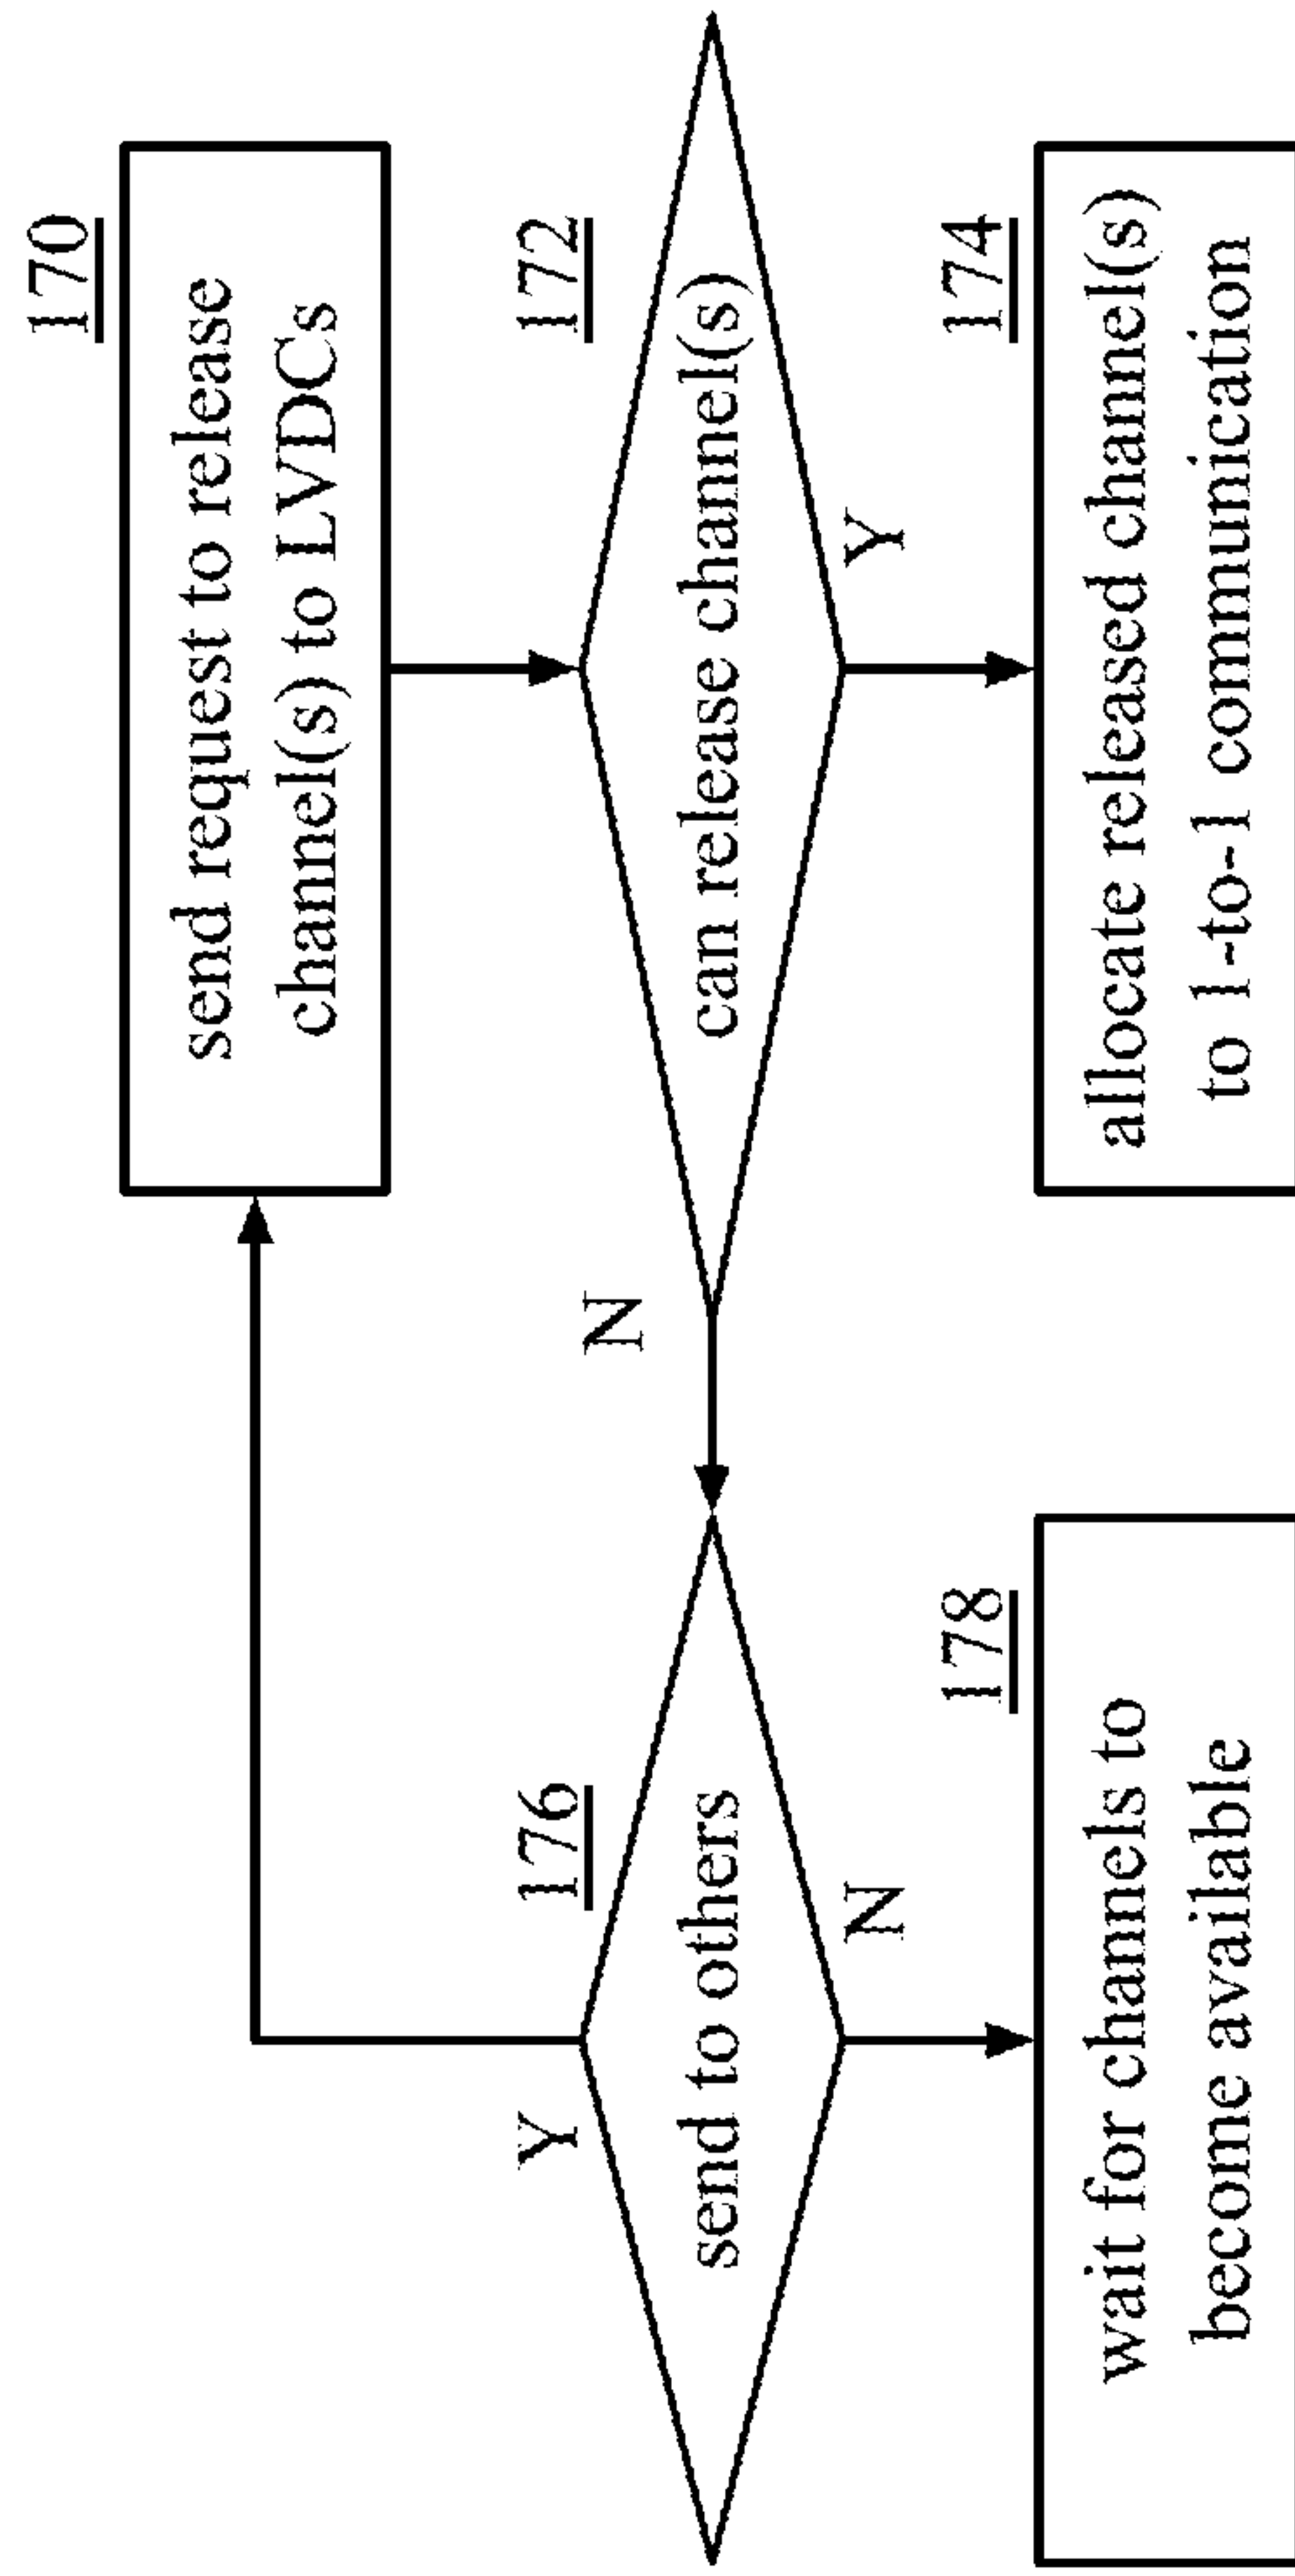 170
send request to release
channel(s) to LVDCs
176
Y
send to others
N
N
172
can release channel(s)
Y
178
wait for channels to
become available
174
allocate released channel(s)
to 1-to-1 communication